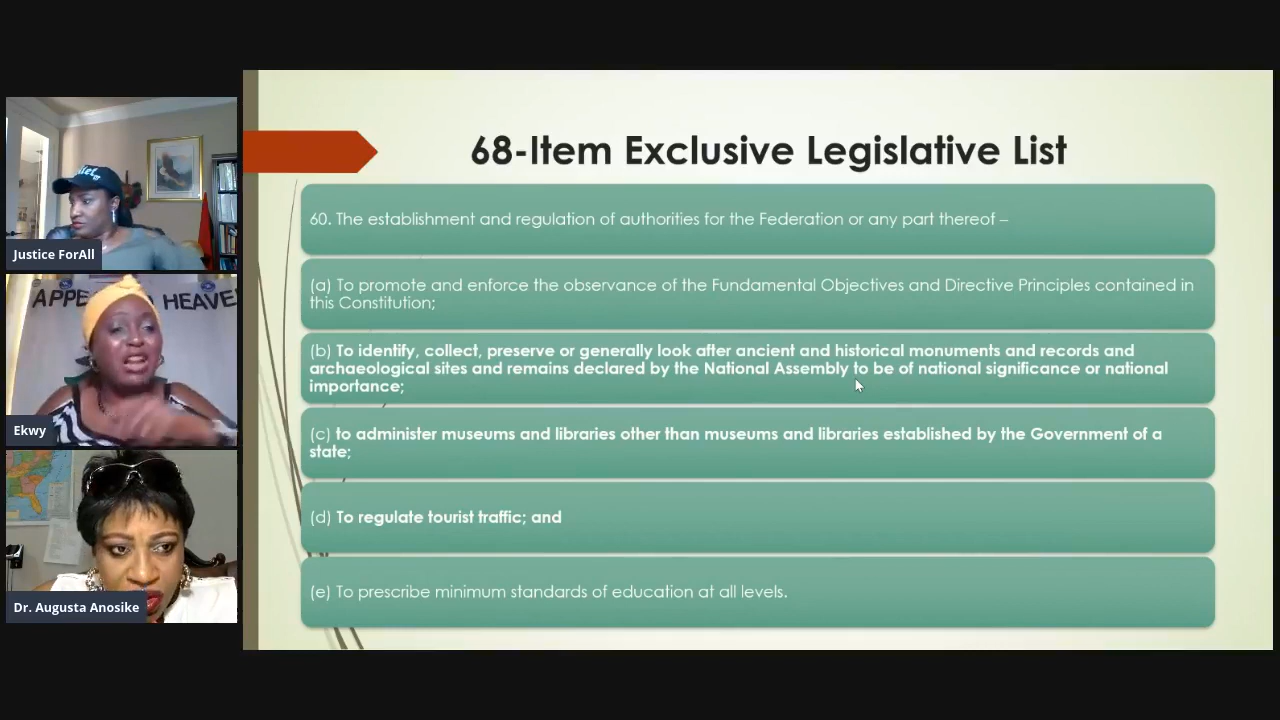 Justice ForAll
APPE
HEAVE
Ekwy
Dr. Augusta Anosike
68-Item Exclusive Legislative List
60. The establishment and regulation of authorities for the Federation or any part thereof –
(a) To promote and enforce the observance of the Fundamental Objectives and Directive Principles contained in
this Constitution;
(b) To identify, collect, preserve or generally look after ancient and historical monuments and records and
archaeological sites and remains declared by the National Assembly to be of national significance or national
importance;
(c) to administer museums and libraries other than museums and libraries established by the Government of a
state;
(d) To regulate tourist traffic; and
(e) To prescribe minimum standards of education at all levels.